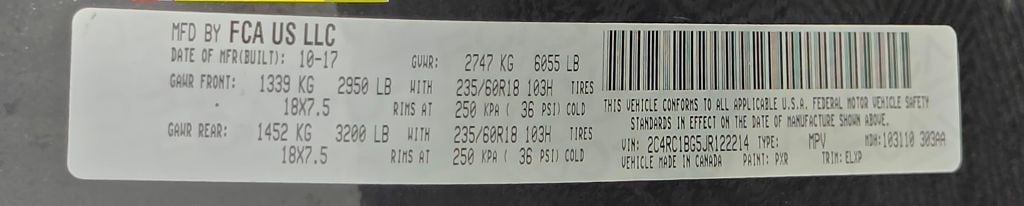 MFD BY FCA US LLC
DATE OF MFR(BUILT): 10-17 GVWR: 2747 KG 6055 LB
GAWR FRONT: 1339 KG 2950 LB WITH 235/60R18 103H TIRES
18X7.5 RIMS AT 250 KPA ( 36 PSI) COLD
GAWR REAR: 1452 KG 3200 LB WITH 235/60R18 103H TIRES
18X7.5 RIMS AT 250 KPA ( 36 PSI) COLD
THIS VEHICLE CONFORMS TO ALL APPLICABLE U.S.A. FEDERAL MOTOR VEHICLE SAFETY
STANDARDS IN EFFECT ON THE DATE OF MANUFACTURE SHOWN ABOVE.
VIN: 2C4RC1BG5JR122214 TYPE: MPV MDH: 103110 303AA
VEHICLE MADE IN CANADA PAINT: PXR TRIM: ELXP